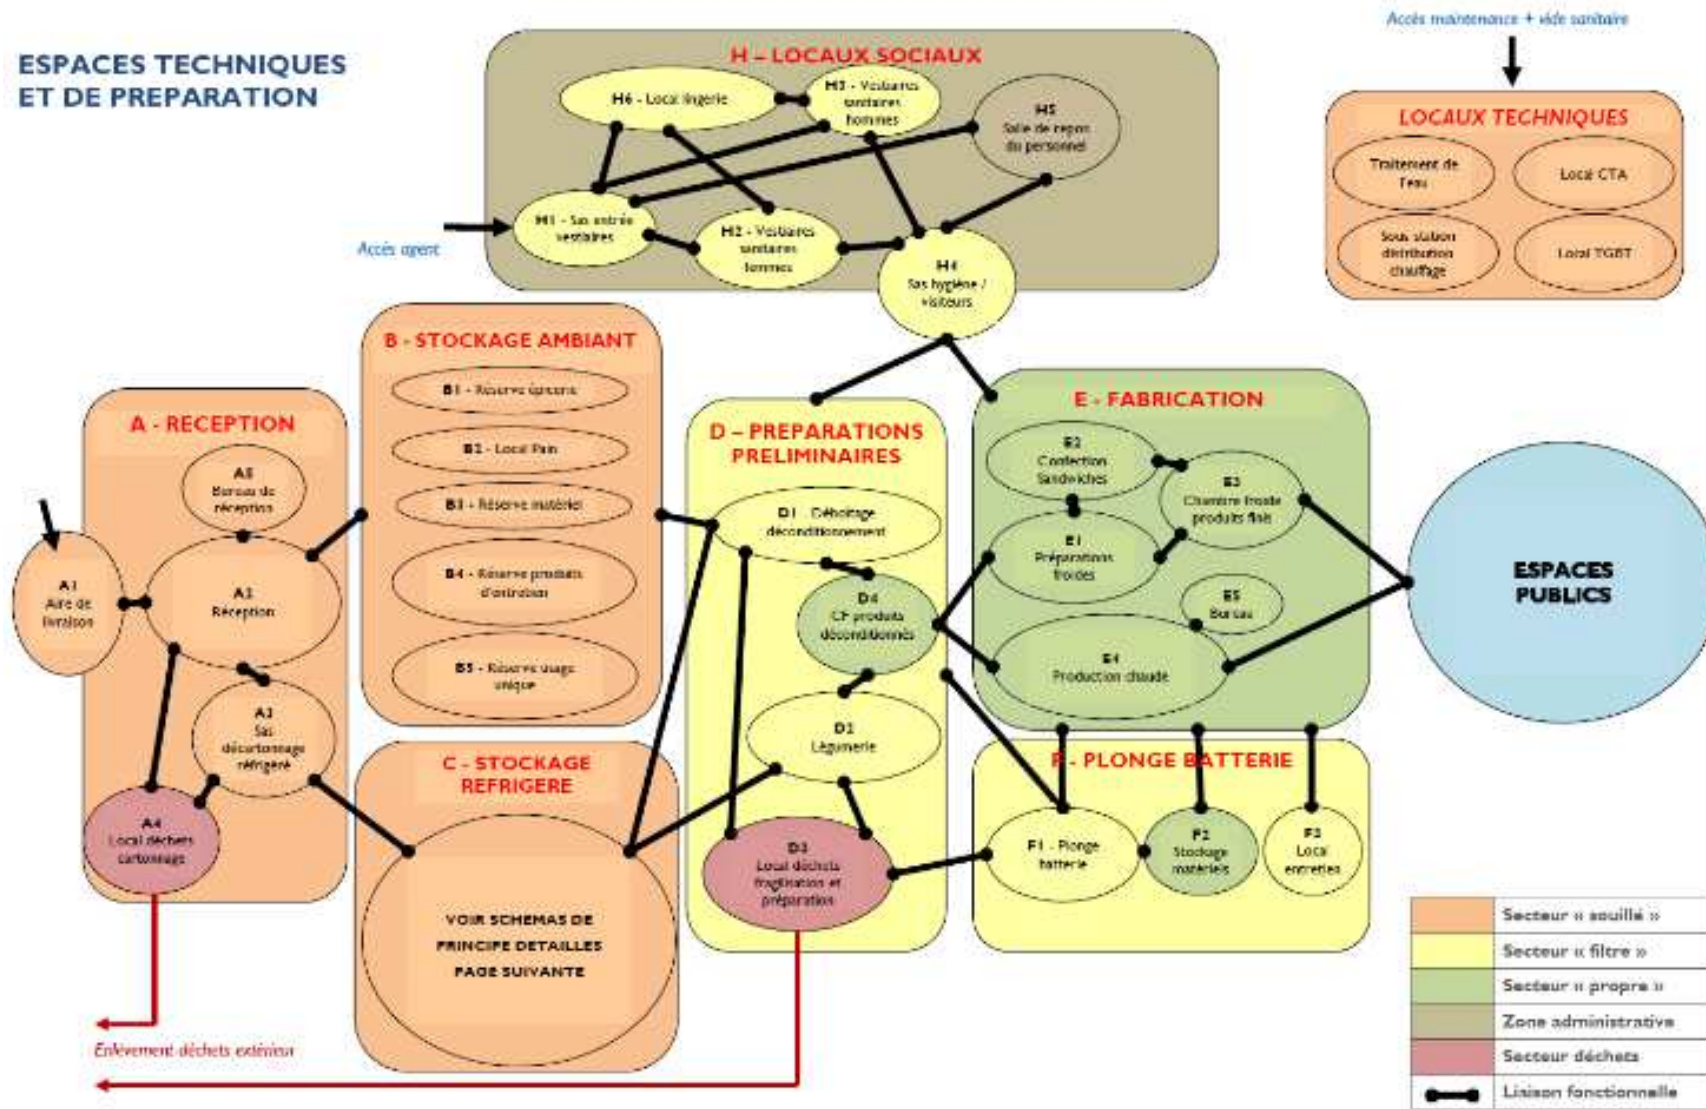 ESPACES TECHNIQUES
ET DE PREPARATION
Accès maintenance + vide sanitaire
H – LOCAUX SOCIAUX
H6 - Local lingerie
H3 - Vestiaires
sanitaires
hommes
H5
Salle de repos
du personnel
H1 - Sas entrée
vestiaires
H2 - Vestiaires
sanitaires
femmes
H4
Sas hygiène /
visiteurs
Accès agent
LOCAUX TECHNIQUES
Traitement de
l'eau
Local CTA
Sous station
distribution
chauffage
Local TGBT
A - RECEPTION
A5
Bureau de
réception
A1
Aire de
livraison
A2
Réception
A3
Sas
décartonnage
réfrigéré
A4
Local déchets
cartonnage
B - STOCKAGE AMBIANT
B1 - Réserve épicerie
B2 - Local Pain
B3 - Réserve matériel
B4 - Réserve produits
d'entretien
B5 - Réserve usage
unique
C - STOCKAGE
REFRIGERE
VOIR SCHEMAS DE
PRINCIPE DETAILLES
PAGE SUIVANTE
D – PREPARATIONS
PRELIMINAIRES
D1 - Déboitage
déconditionnement
D4
CF produits
déconditionnés
D2
Légumerie
D3
Local déchets
fragilisation et
préparation
E - FABRICATION
E2
Confection
Sandwiches
E3
Chambre froide
produits finis
E1
Préparations
froides
E5
Bureau
E4
Production chaude
F - PLONGE BATTERIE
F1 - Plonge
batterie
F2
Stockage
matériels
F3
Local
entretien
ESPACES
PUBLICS
Enlèvement déchets extérieur
Secteur « souillé »
Secteur « filtre »
Secteur « propre »
Zone administrative
Secteur déchets
Liaison fonctionnelle